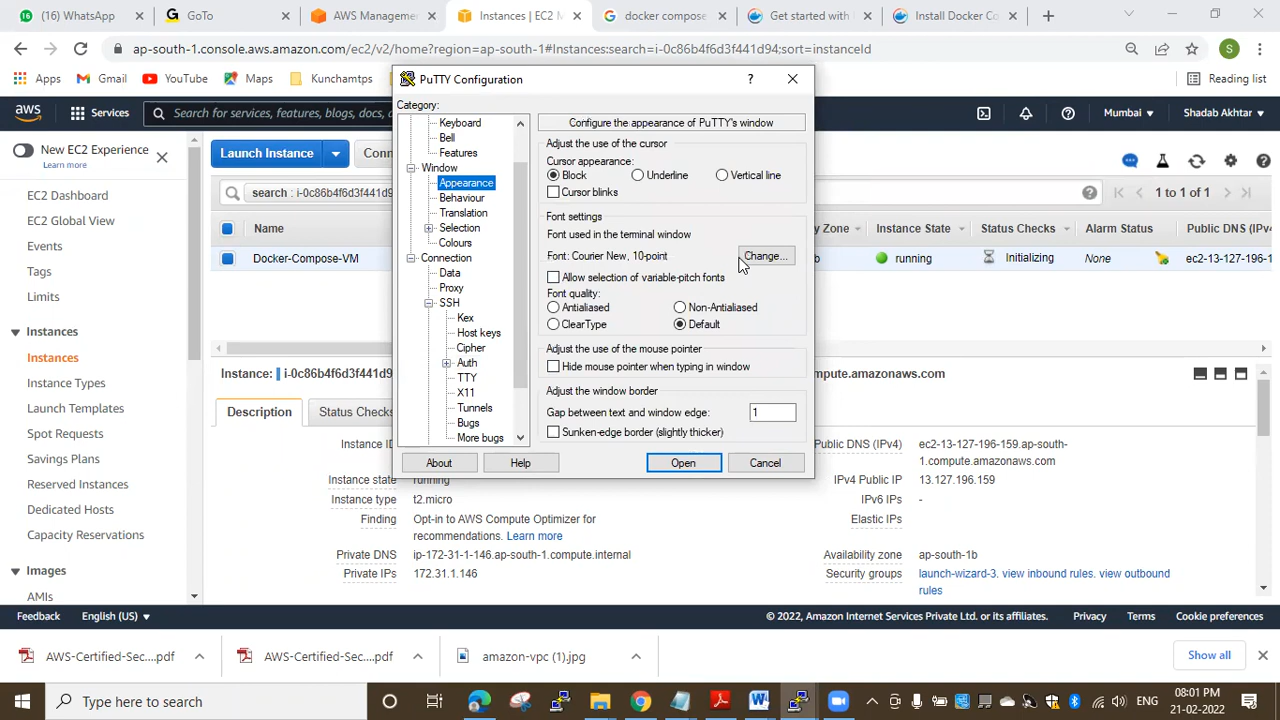 (16) WhatsApp
GoTo
AWS Manageme
Instances | EC2 M
docker compose
Get started with d
Install Docker Co
ap-south-1.console.aws.amazon.com/ec2/v2/home?region=ap-south-1#Instances:search=i-0c86b4f6d3f441d94;sort=instanceId
S
Apps
Gmail
YouTube
Maps
Kunchampts
Reading list
aws
Services
Search for services, features, blogs, docs,
Mumbai
Shadab Akhtar
New EC2 Experience
Learn more
EC2 Dashboard
EC2 Global View
Events
Tags
Limits
Instances
Instances
Instance Types
Launch Templates
Spot Requests
Savings Plans
Reserved Instances
Dedicated Hosts
Capacity Reservations
Images
AMIs
Launch Instance
Conn
search : i-0c86b4f6d3f441d9
1 to 1 of 1
Name
y Zone
Instance State
Status Checks
Alarm Status
Public DNS (IPv4)
Docker-Compose-VM
b
running
Initializing
None
ec2-13-127-196-159
Instance:
i-0c86b4f6d3f441d9
mpute.amazonaws.com
Description
Status Checks
Instance ID
Public DNS (IPv4)
ec2-13-127-196-159.ap-south-
1.compute.amazonaws.com
Instance state
running
IPv4 Public IP
13.127.196.159
Instance type
t2.micro
IPv6 IPs
-
Finding
Opt-in to AWS Compute Optimizer for
recommendations. Learn more
Elastic IPs
Private DNS
ip-172-31-1-146.ap-south-1.compute.internal
Availability zone
ap-south-1b
Private IPs
172.31.1.146
Security groups
launch-wizard-3. view inbound rules. view outbound
rules
PuTTY Configuration
?
Category:
Keyboard
Bell
Features
Window
Appearance
Behaviour
Translation
Selection
Colours
Connection
Data
Proxy
SSH
Kex
Host keys
Cipher
Auth
TTY
X11
Tunnels
Bugs
More bugs
Configure the appearance of PuTTY's window
Adjust the use of the cursor
Cursor appearance:
Block
Underline
Vertical line
Cursor blinks
Font settings
Font used in the terminal window
Font: Courier New, 10-point
Change...
Allow selection of variable-pitch fonts
Font quality:
Antialiased
Non-Antialiased
ClearType
Default
Adjust the use of the mouse pointer
Hide mouse pointer when typing in window
Adjust the window border
Gap between text and window edge:
1
Sunken-edge border (slightly thicker)
About
Help
Open
Cancel
Feedback
English (US)
© 2022, Amazon Internet Services Private Ltd. or its affiliates.
Privacy
Terms
Cookie preferences
AWS-Certified-Sec....pdf
AWS-Certified-Sec....pdf
amazon-vpc (1).jpg
Show all
Type here to search
ENG
08:01 PM
21-02-2022